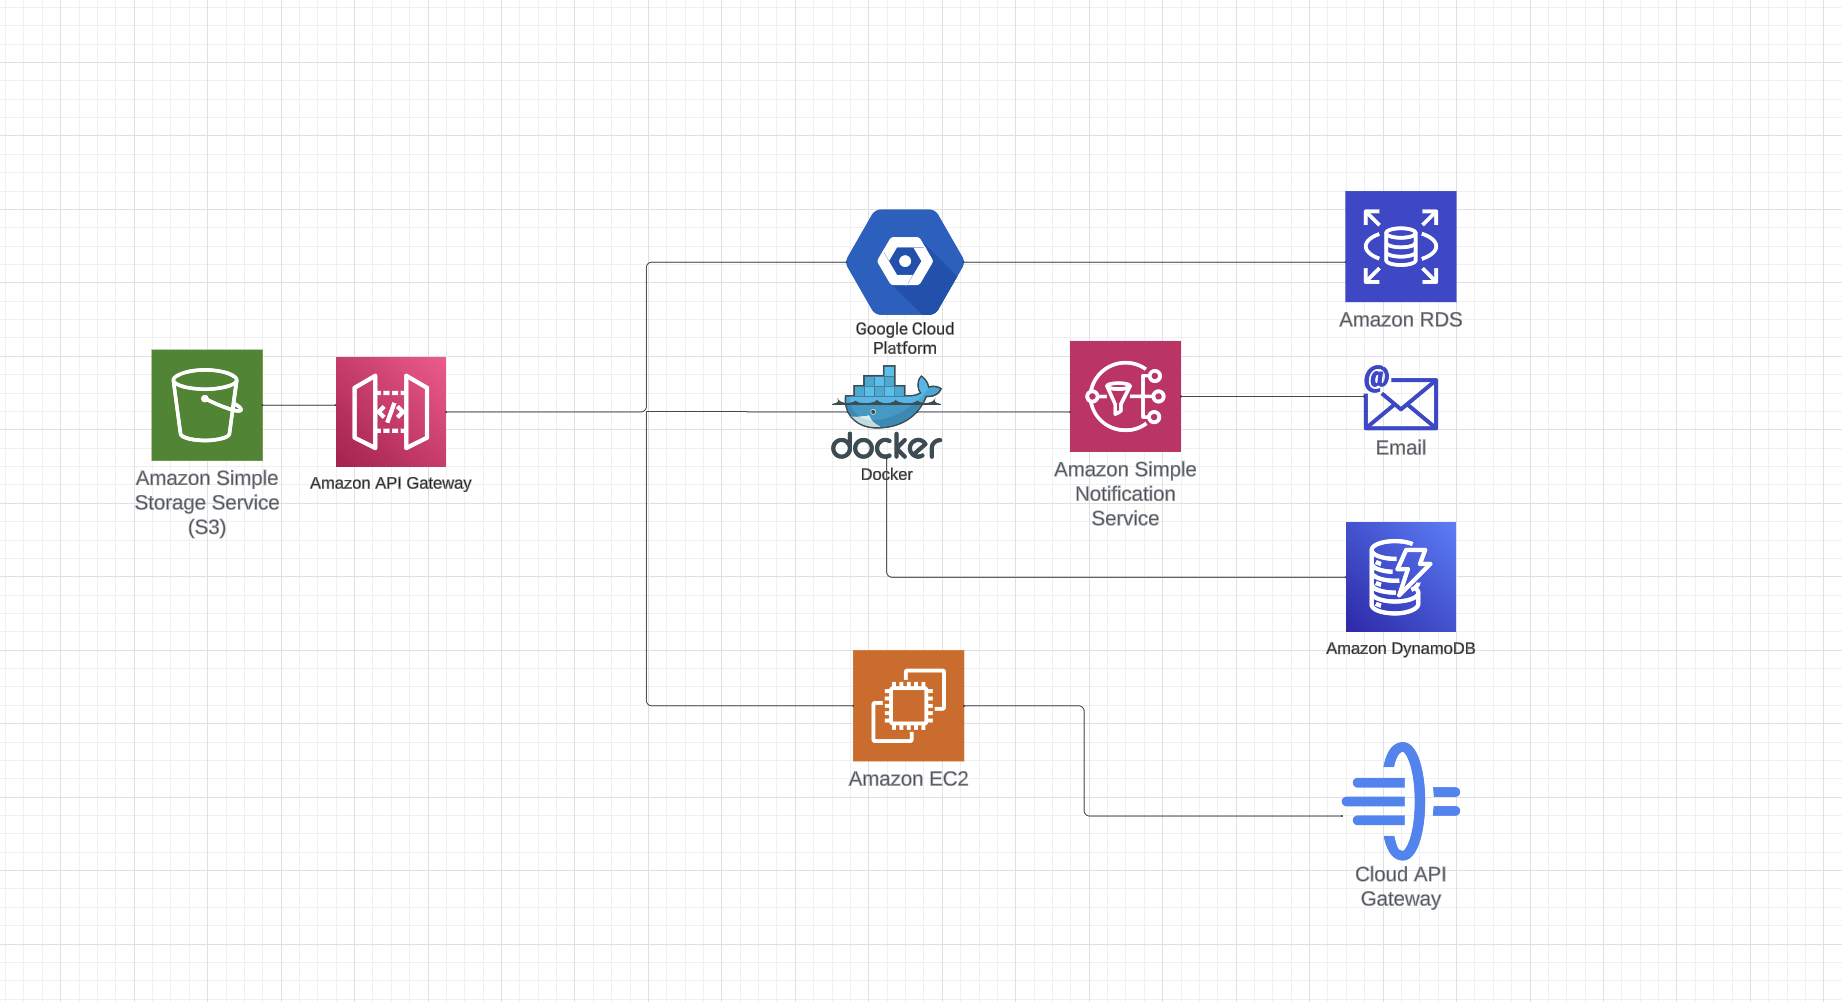 Amazon Simple
Storage Service
(S3)
Amazon API Gateway
Google Cloud
Platform
docker
Docker
Amazon Simple
Notification
Service
Amazon EC2
Amazon RDS
@
Email
Amazon DynamoDB
Cloud API
Gateway